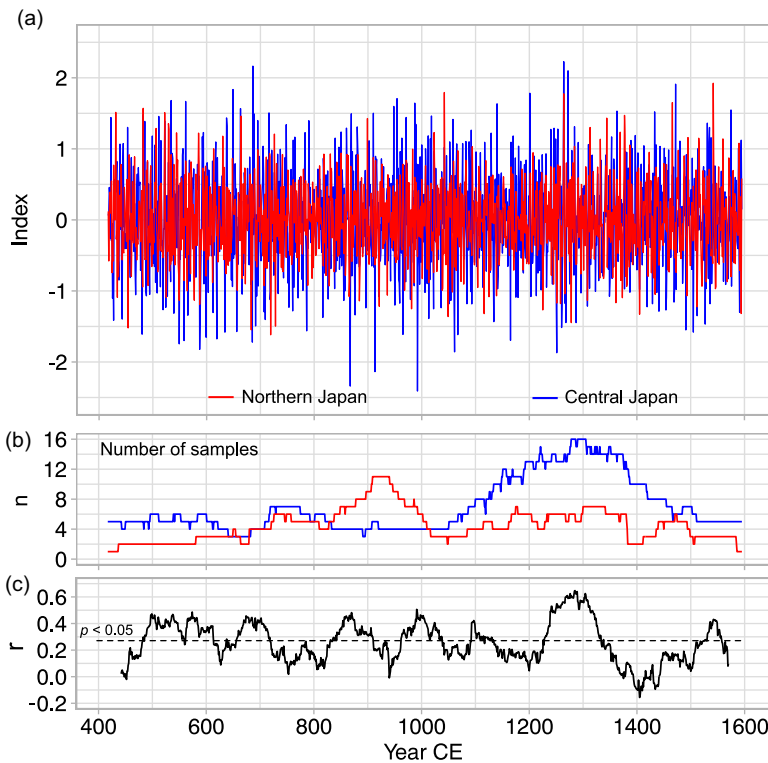 (a)
Index
2
1
0
-1
-2
Northern Japan
Central Japan
(b)
Number of samples
n
16
12
8
4
0
(c)
p < 0.05
r
0.6
0.4
0.2
0.0
-0.2
400 600 800 1000 1200 1400 1600
Year CE